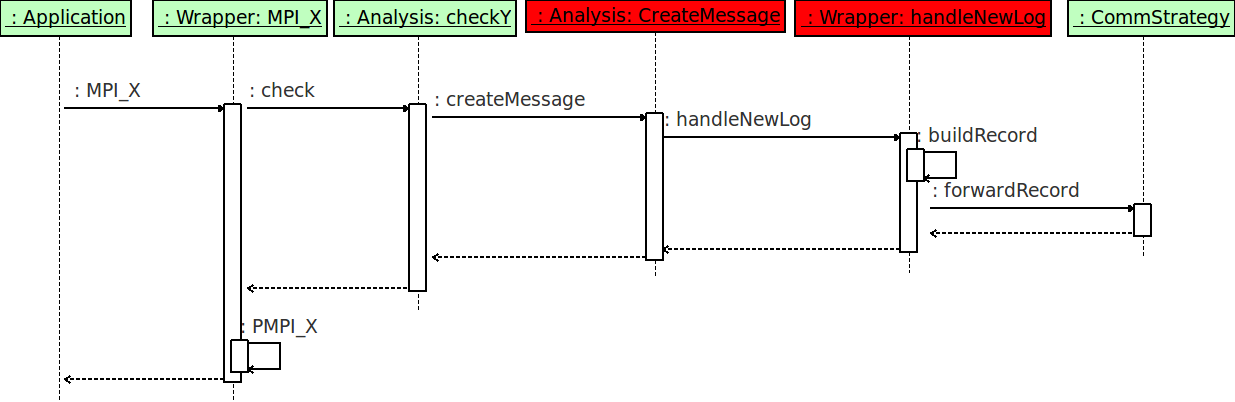 : Application
: Wrapper: MPI_X
: Analysis: checkY
: Analysis: CreateMessage
: Wrapper: handleNewLog
: CommStrategy
: MPI_X
: check
: createMessage
: handleNewLog
: buildRecord
: forwardRecord
: PMPI_X